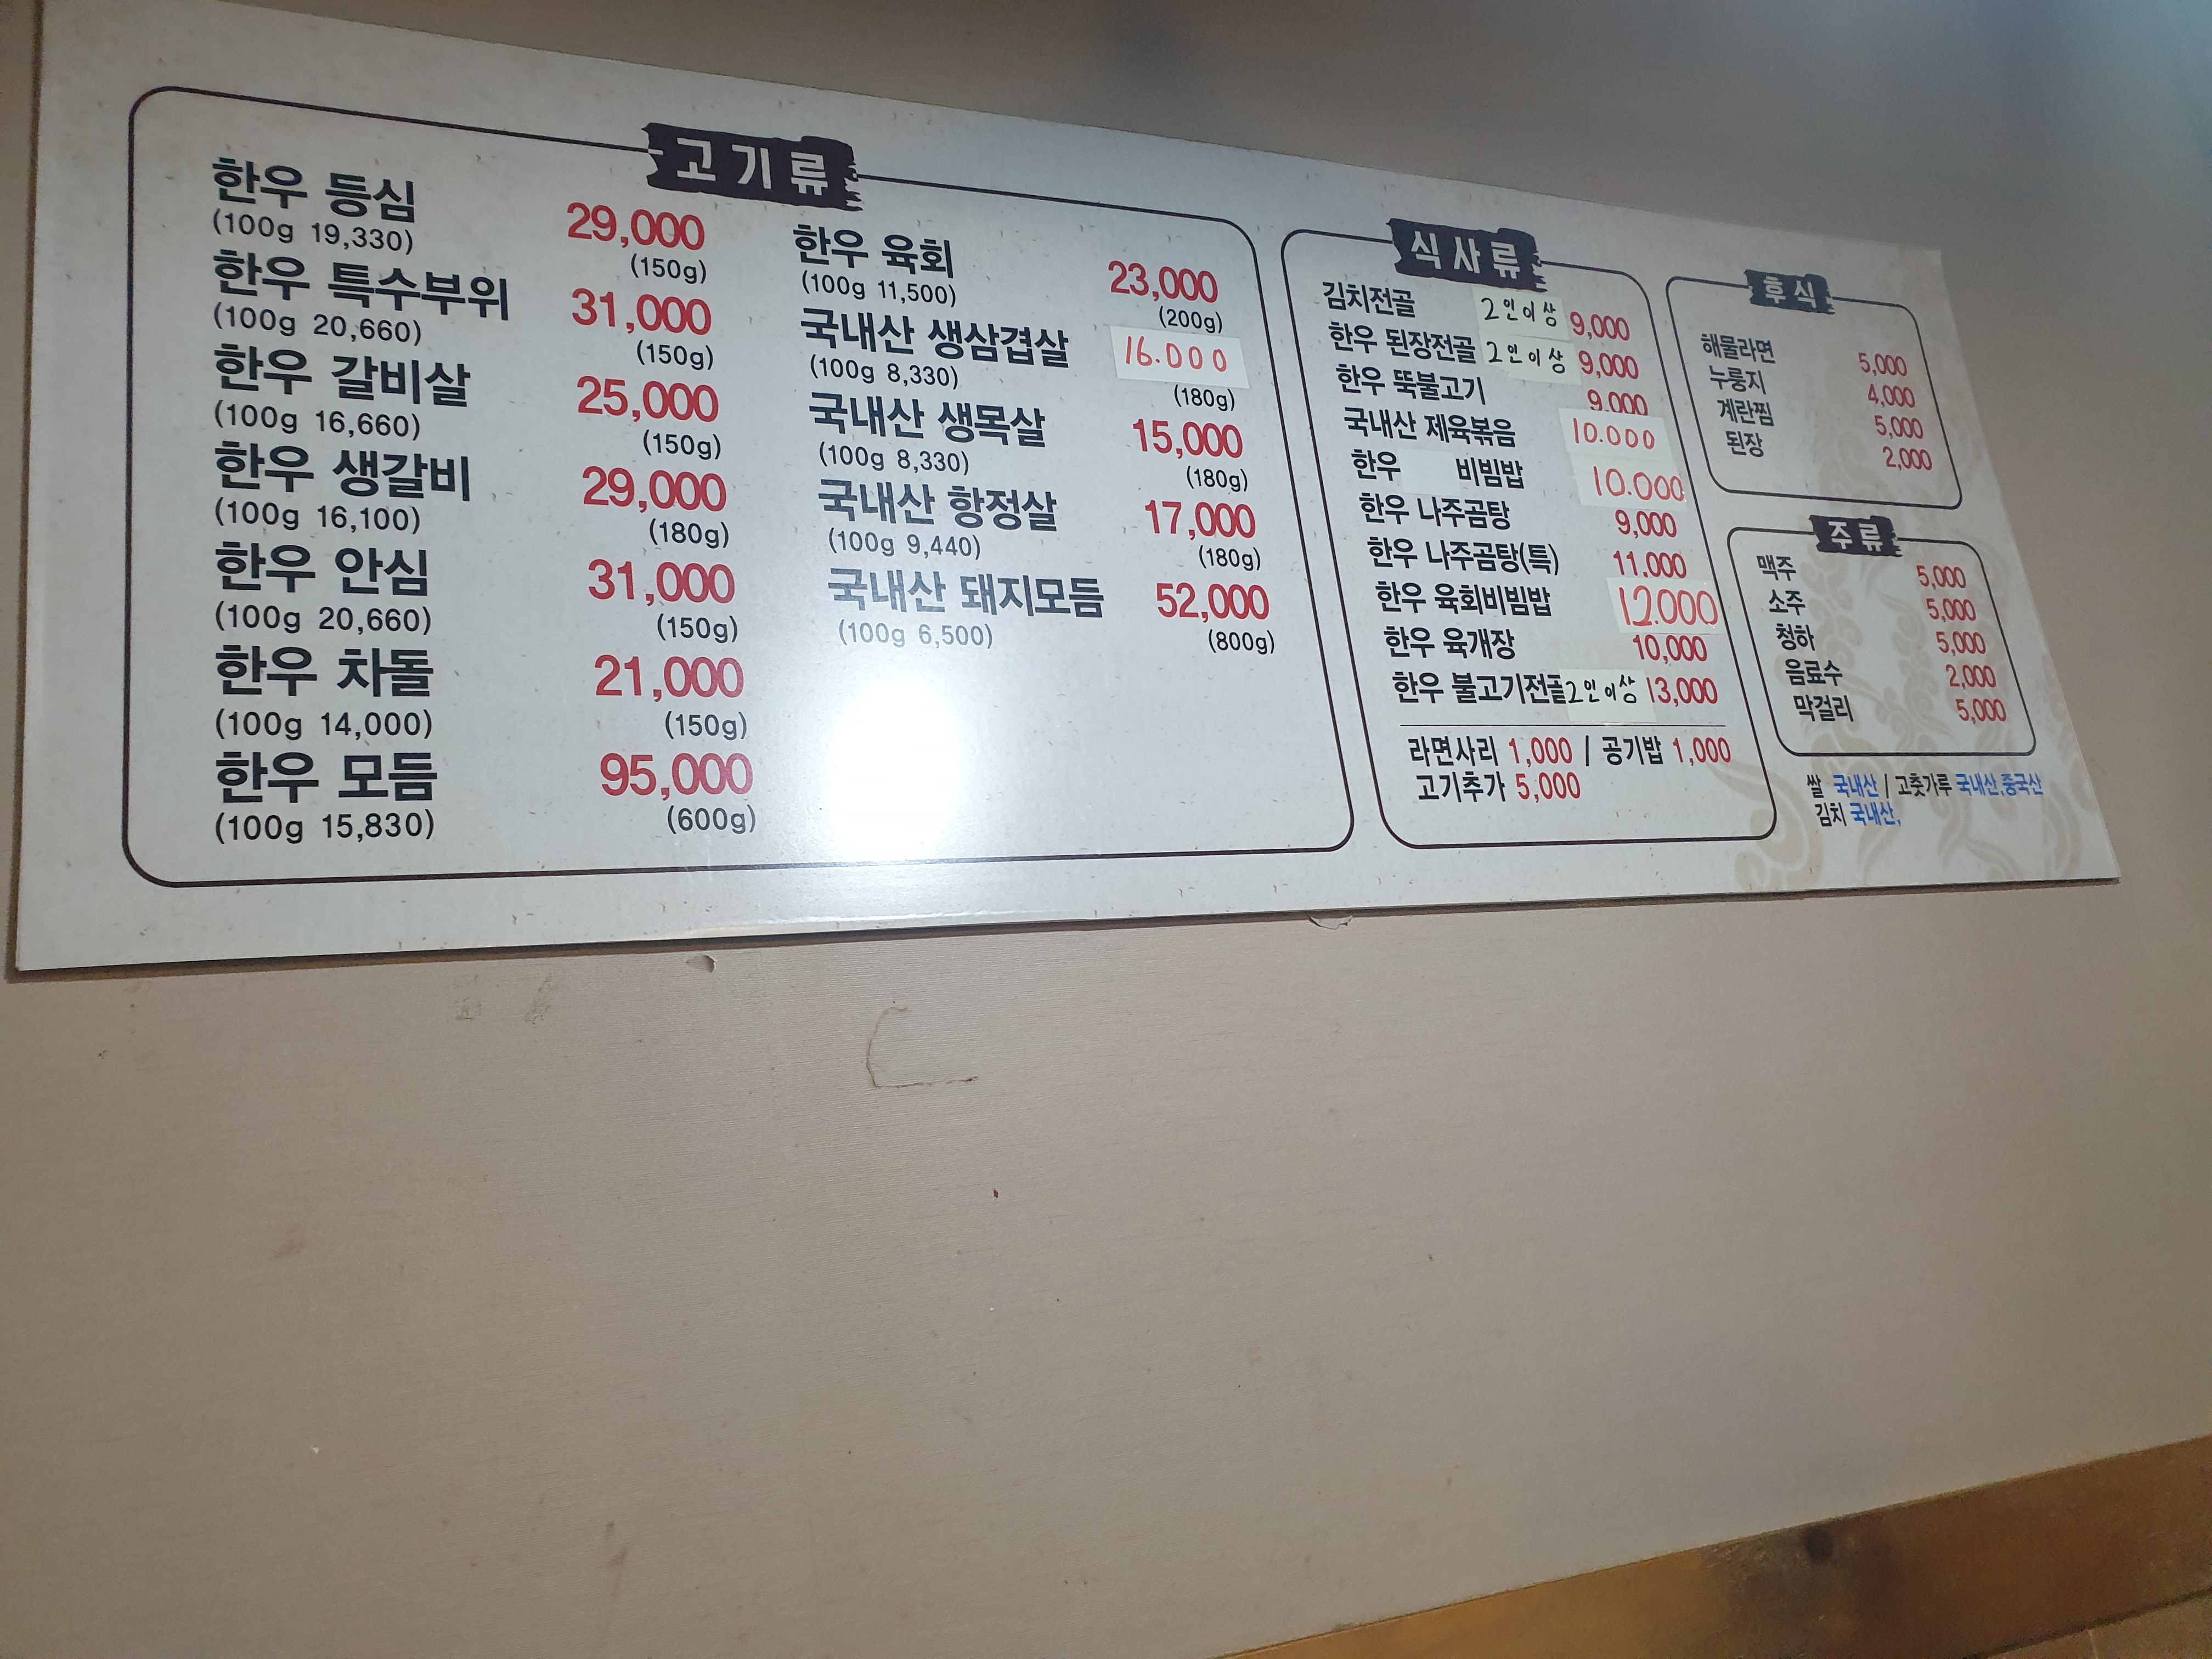 고기류
한우 등심 29,000
(100g 19,330) (150g)
한우 특수부위 31,000
(100g 20,660) (150g)
한우 갈비살 25,000
(100g 16,660) (150g)
한우 생갈비 29,000
(100g 16,100) (180g)
한우 안심 31,000
(100g 20,660) (150g)
한우 차돌 21,000
(100g 14,000) (150g)
한우 모듬 95,000
(100g 15,830) (600g)
한우 육회 23,000
(100g 11,500) (200g)
국내산 생삼겹살 16.000
(100g 8,330) (180g)
국내산 생목살 15,000
(100g 8,330) (180g)
국내산 항정살 17,000
(100g 9,440) (180g)
국내산 돼지모듬 52,000
(100g 6,500) (800g)
식사류
김치전골 2인이상 9,000
한우 된장전골 2인이상 9,000
한우 뚝불고기 9,000
국내산 제육볶음 10.000
한우 비빔밥 10.000
한우 나주곰탕 9,000
한우 나주곰탕(특) 11,000
한우 육회비빔밥 12.000
한우 육개장 10,000
한우 불고기전골 2인이상 13,000
라면사리 1,000 / 공기밥 1,000
고기추가 5,000
후식
해물라면 5,000
누룽지 4,000
계란찜 5,000
된장 2,000
주류
맥주 5,000
소주 5,000
청하 5,000
음료수 2,000
막걸리 5,000
쌀 국내산 / 고춧가루 국내산,중국산
김치 국내산,